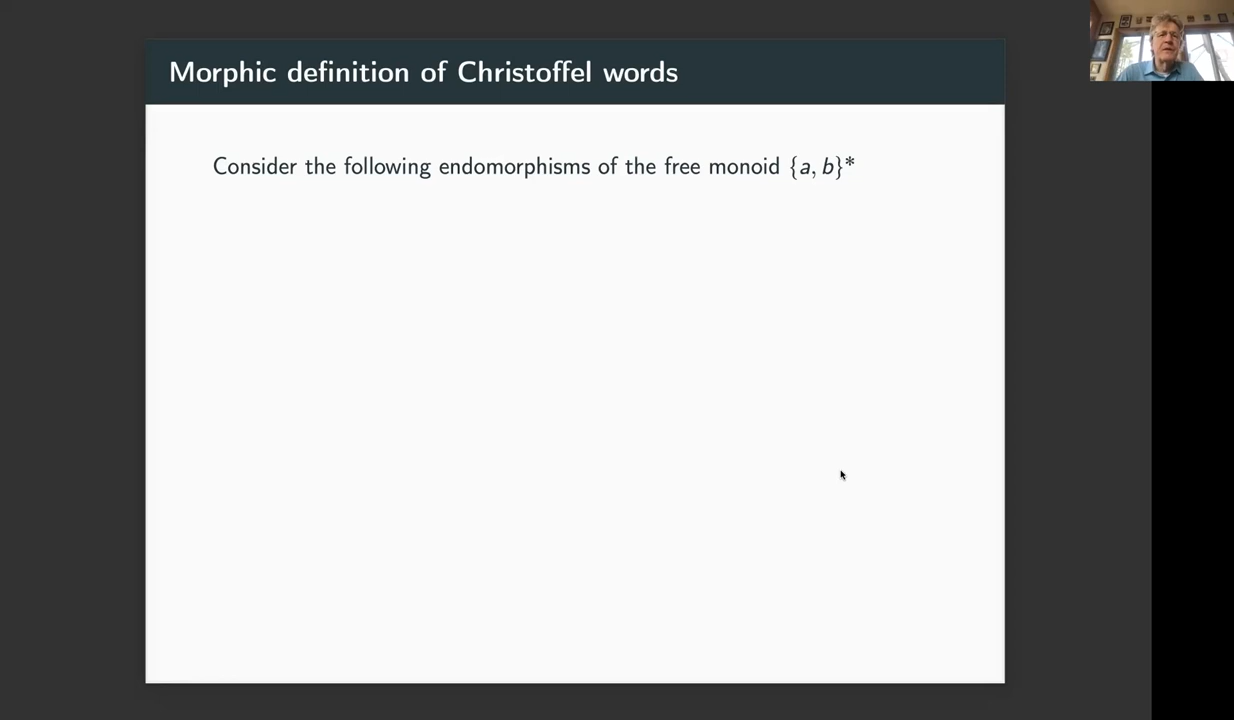 Morphic definition of Christoffel words
Consider the following endomorphisms of the free monoid {a, b}*